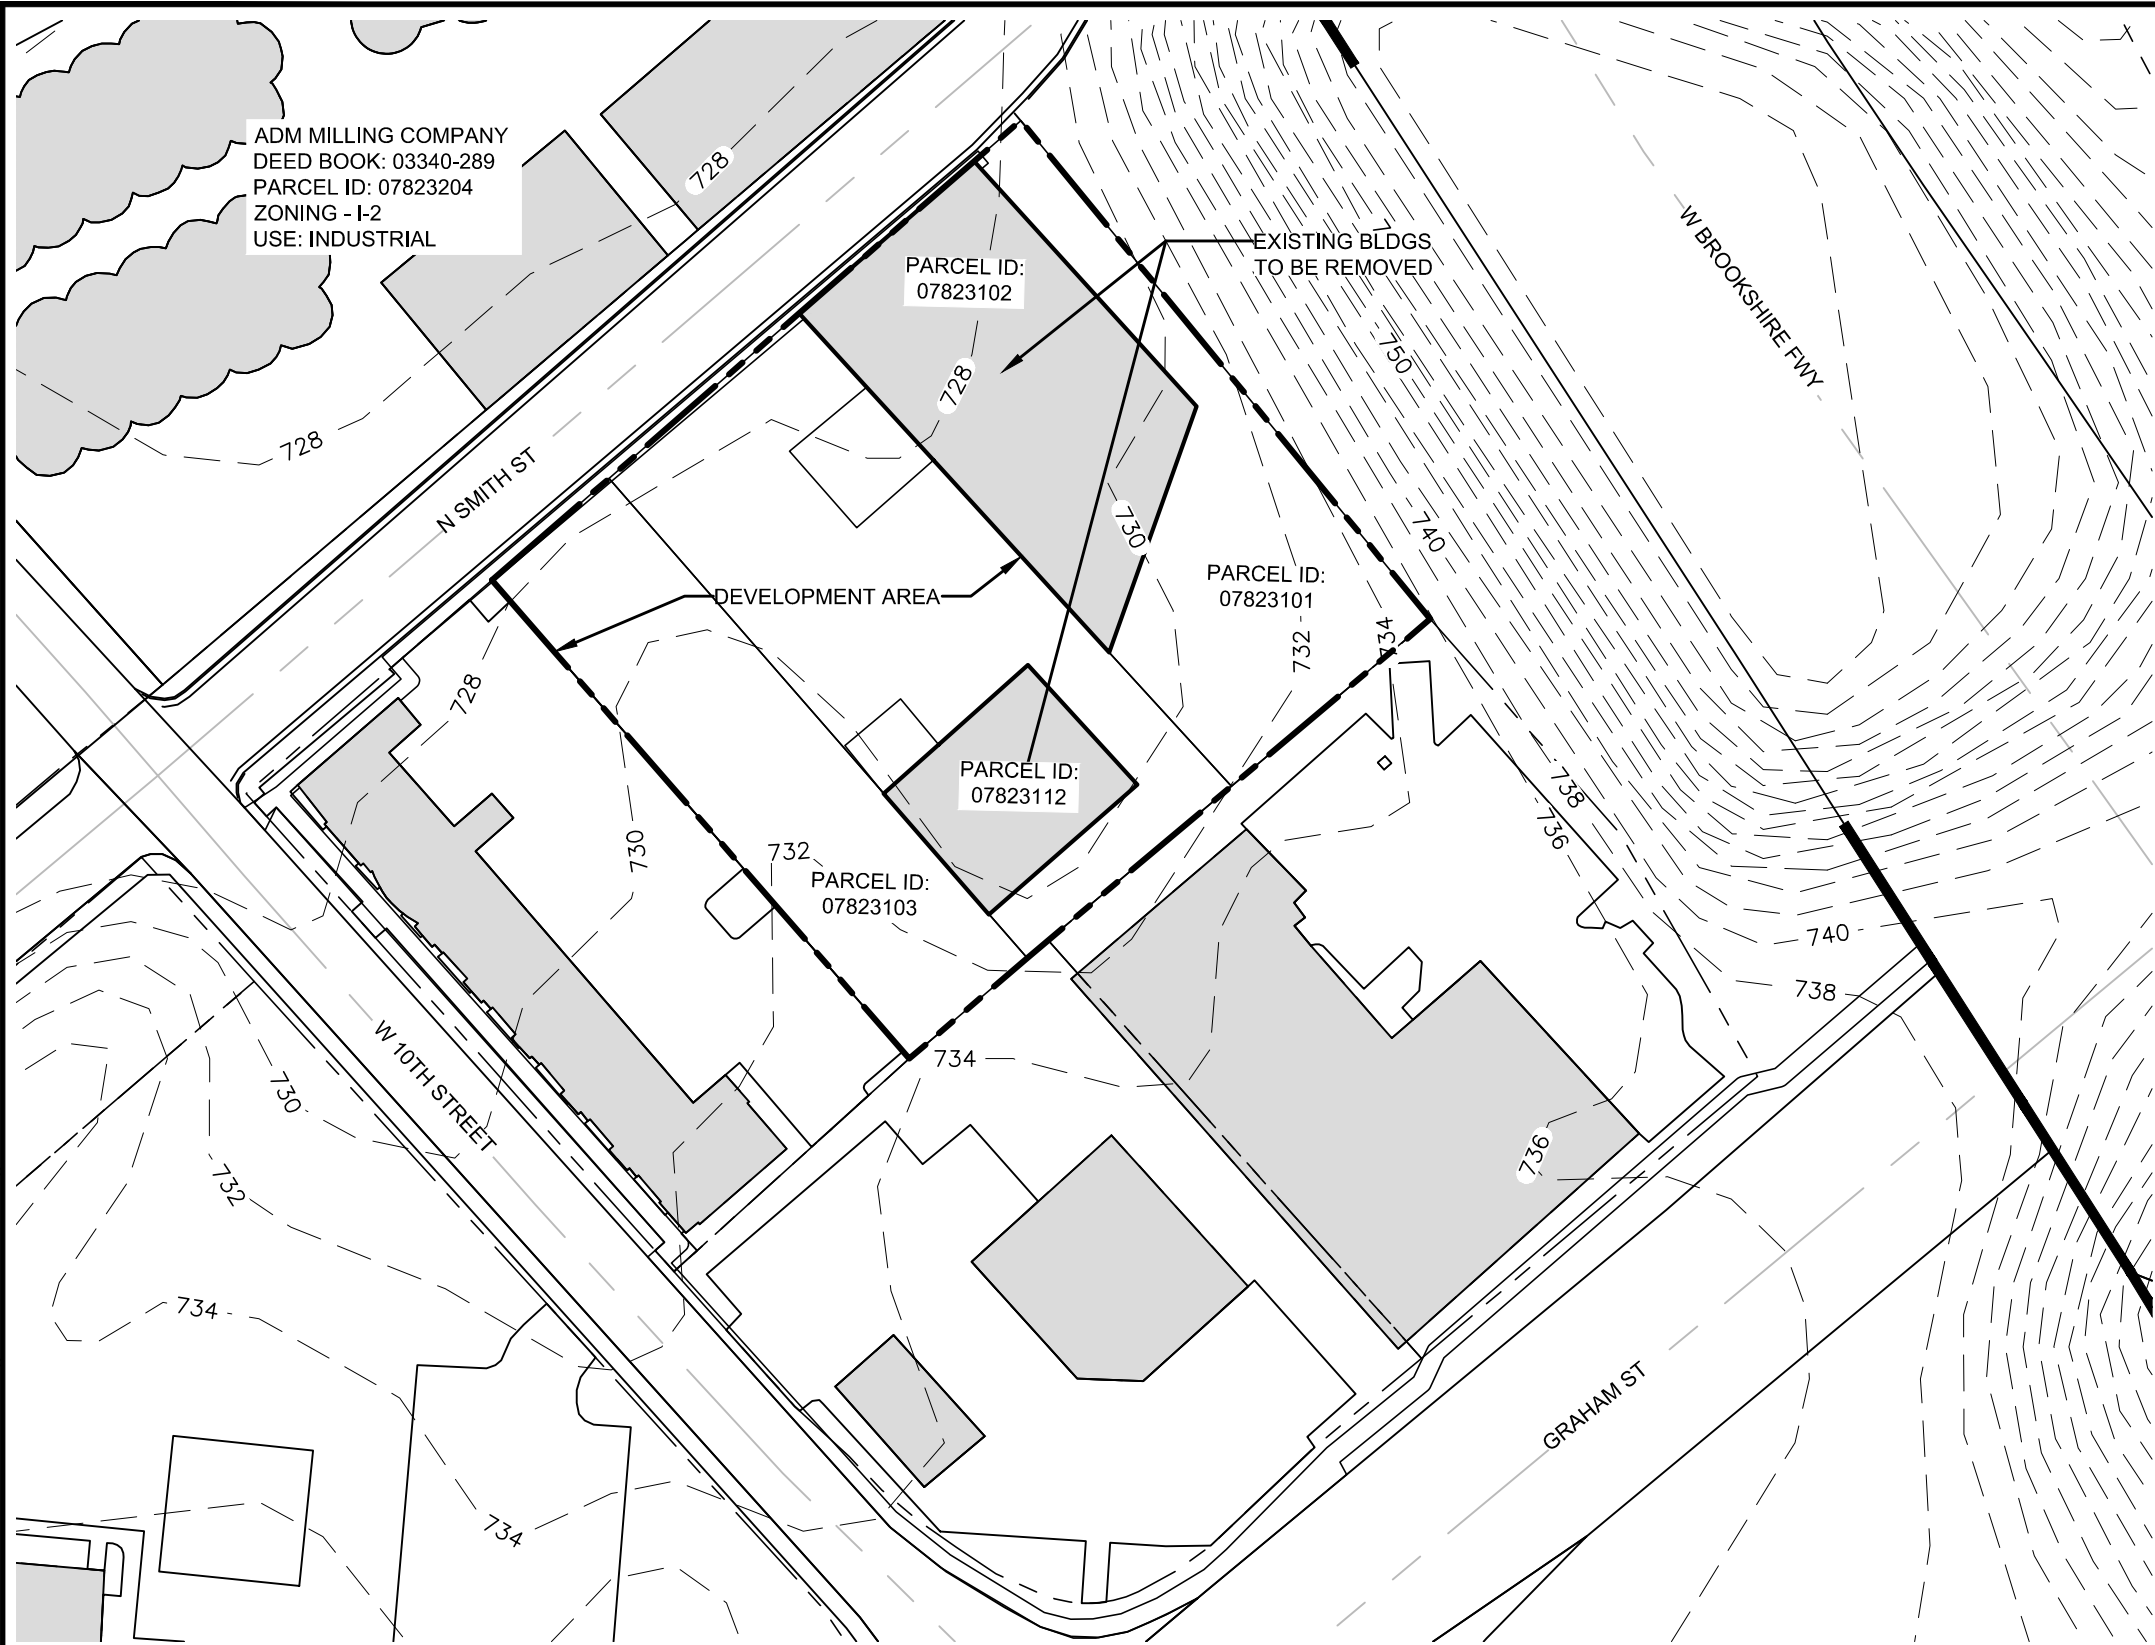 ADM MILLING COMPANY
DEED BOOK: 03340-289
PARCEL ID: 07823204
ZONING - I-2
USE: INDUSTRIAL
728
W BROOKSHIRE FWY
EXISTING BLDGS
TO BE REMOVED
PARCEL ID:
07823102
750
728
728
N SMITH ST
730
740
PARCEL ID:
07823101
DEVELOPMENT AREA
732
734
728
PARCEL ID:
07823112
738
736
730
732
PARCEL ID:
07823103
740
738
734
W 10TH STREET
730
736
732
734
GRAHAM ST
734